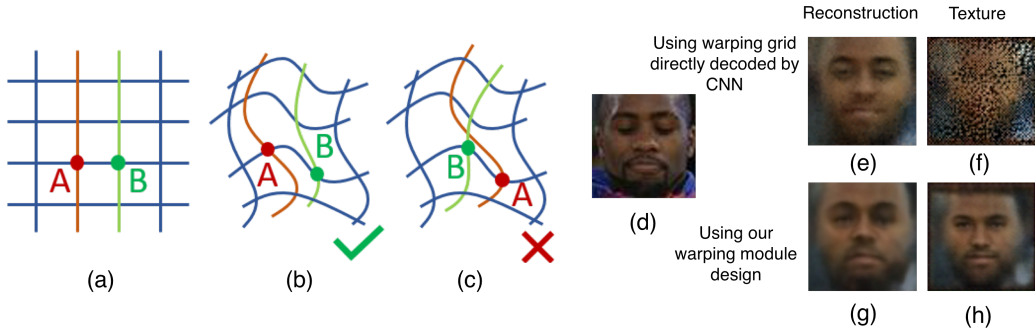 Reconstruction Texture
Using warping grid
directly decoded by
CNN
A B
A B
B A
(e) (f)
(d)
Using our
warping module
design
(a) (b) (c)
(g) (h)